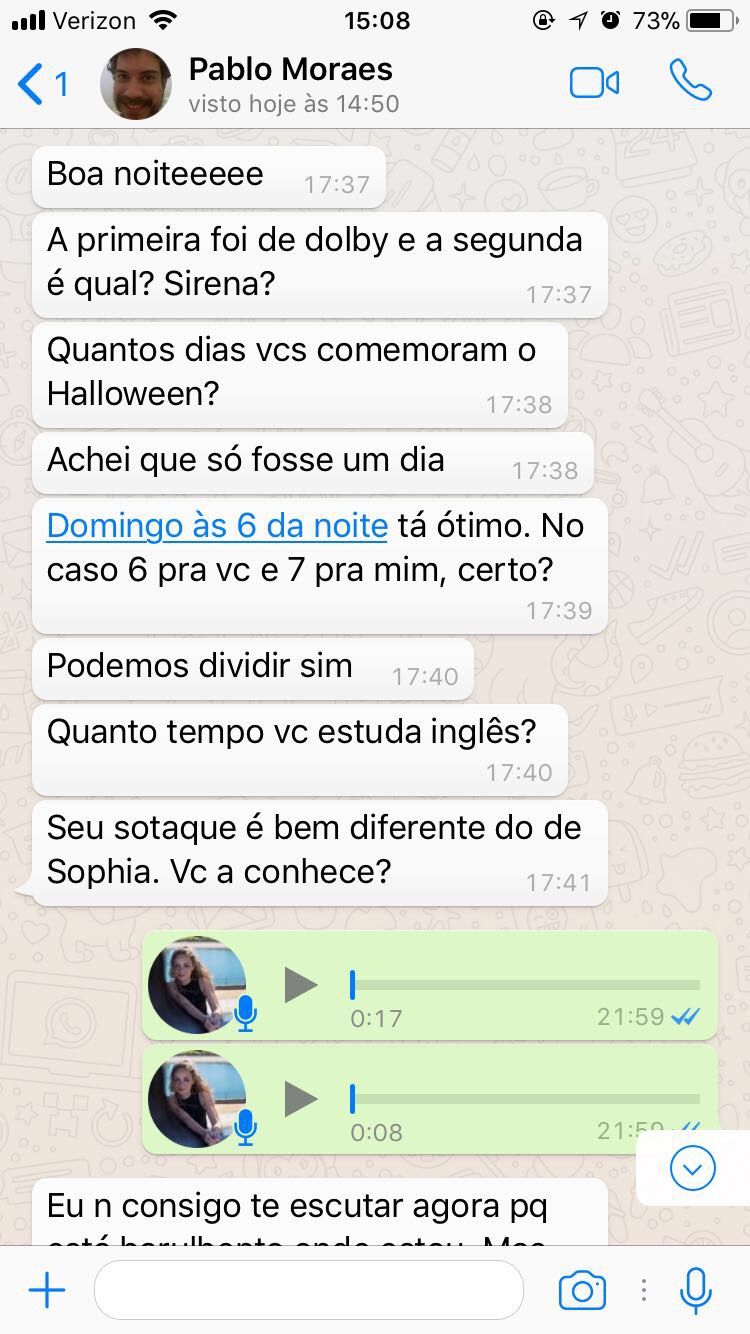 Verizon 15:08 73%
1 Pablo Moraes
visto hoje às 14:50
Boa noiteeeee 17:37
A primeira foi de dolby e a segunda
é qual? Sirena? 17:37
Quantos dias vcs comemoram o
Halloween? 17:38
Achei que só fosse um dia 17:38
Domingo às 6 da noite tá ótimo. No
caso 6 pra vc e 7 pra mim, certo?
17:39
Podemos dividir sim 17:40
Quanto tempo vc estuda inglês?
17:40
Seu sotaque é bem diferente do de
Sophia. Vc a conhece? 17:41
0:17 21:59
0:08 21:59
Eu n consigo te escutar agora pq